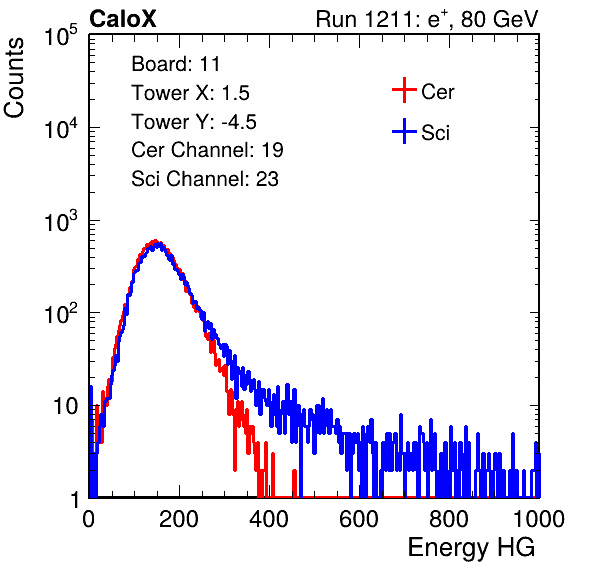 CaloX Run 1211: e⁺, 80 GeV
Counts
Board: 11
Tower X: 1.5
Tower Y: -4.5
Cer Channel: 19
Sci Channel: 23
Cer
Sci
10⁵
10⁴
10³
10²
10
1
0 200 400 600 800 1000
Energy HG